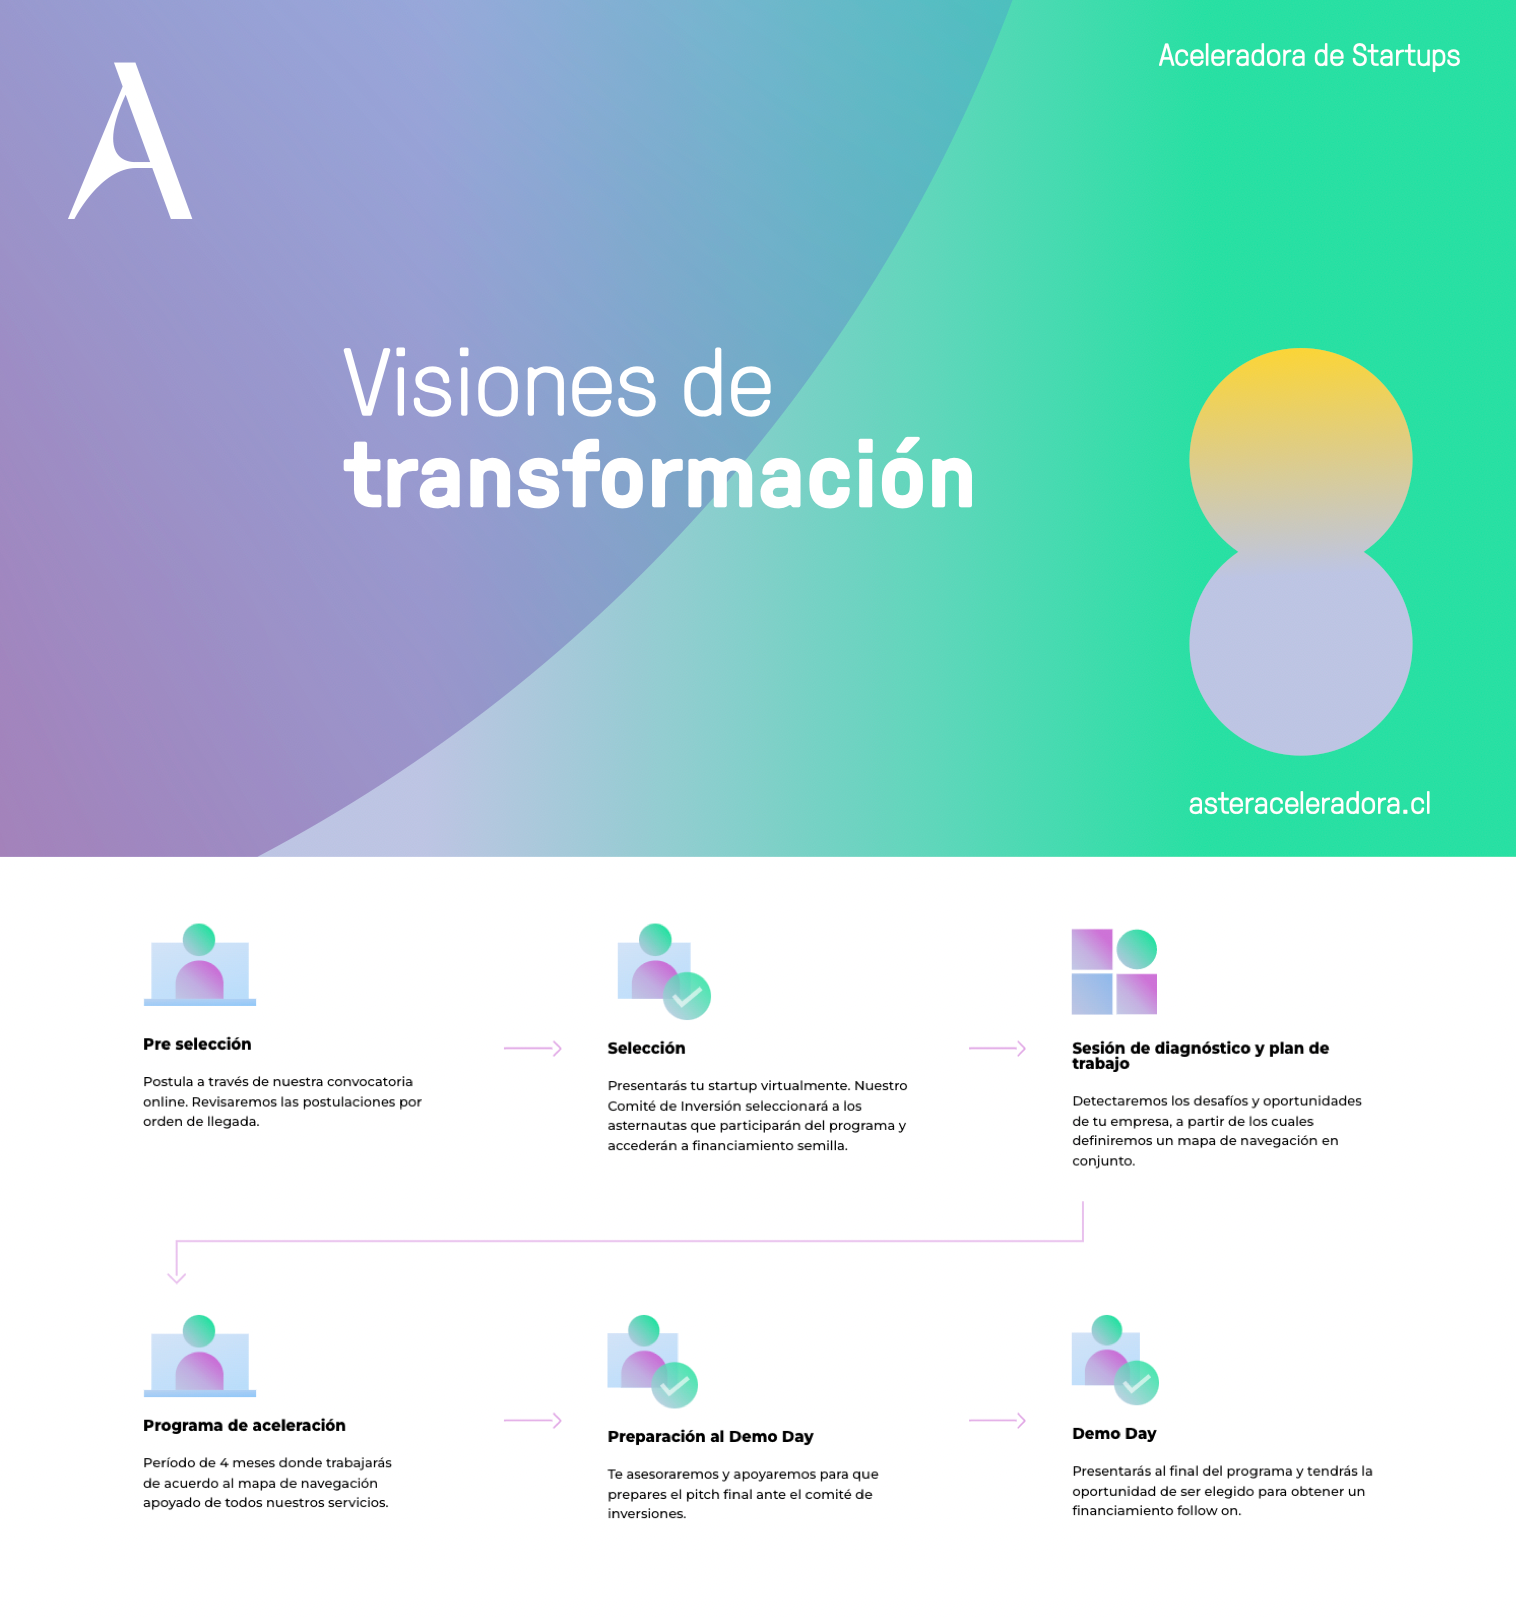 Aceleradora de Startups
Visiones de
transformación
asteraceleradora.cl
Pre selección
Postula a través de nuestra convocatoria
online. Revisaremos las postulaciones por
orden de llegada.
Selección
Presentarás tu startup virtualmente. Nuestro
Comité de Inversión seleccionará a los
asternautas que participarán del programa y
accederán a financiamiento semilla.
Sesión de diagnóstico y plan de
trabajo
Detectaremos los desafíos y oportunidades
de tu empresa, a partir de los cuales
definiremos un mapa de navegación en
conjunto.
Programa de aceleración
Período de 4 meses donde trabajarás
de acuerdo al mapa de navegación
apoyado de todos nuestros servicios.
Preparación al Demo Day
Te asesoraremos y apoyaremos para que
prepares el pitch final ante el comité de
inversiones.
Demo Day
Presentarás al final del programa y tendrás la
oportunidad de ser elegido para obtener un
financiamiento follow on.